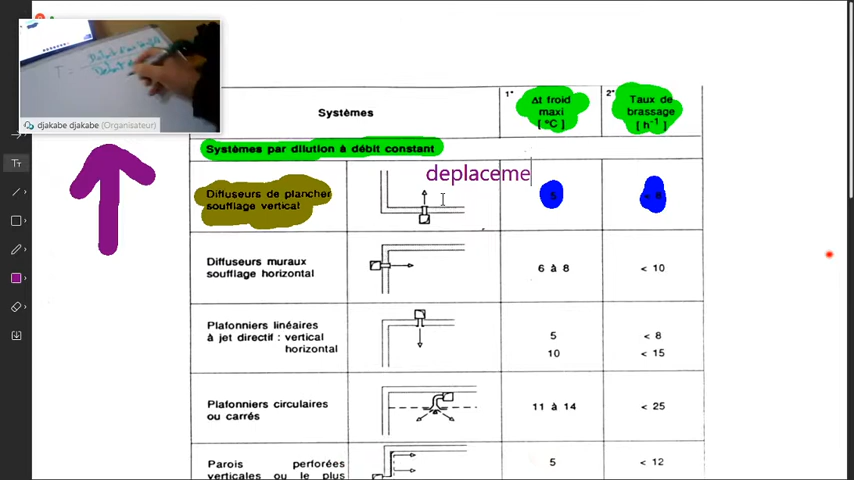 djakabe djakabe (Organisateur)
Systèmes
1°
Δt froid
maxi
[ °C ]
2°
Taux de
brassage
[ h⁻¹ ]
Systèmes par dilution à débit constant
deplaceme
Diffuseurs de plancher
soufflage vertical
5
Diffuseurs muraux
soufflage horizontal
6 à 8
< 10
Plafonniers linéaires
à jet directif : vertical
horizontal
5
< 8
10
< 15
Plafonniers circulaires
ou carrés
11 à 14
< 25
Parois perforées
verticales ou le plus
5
< 12